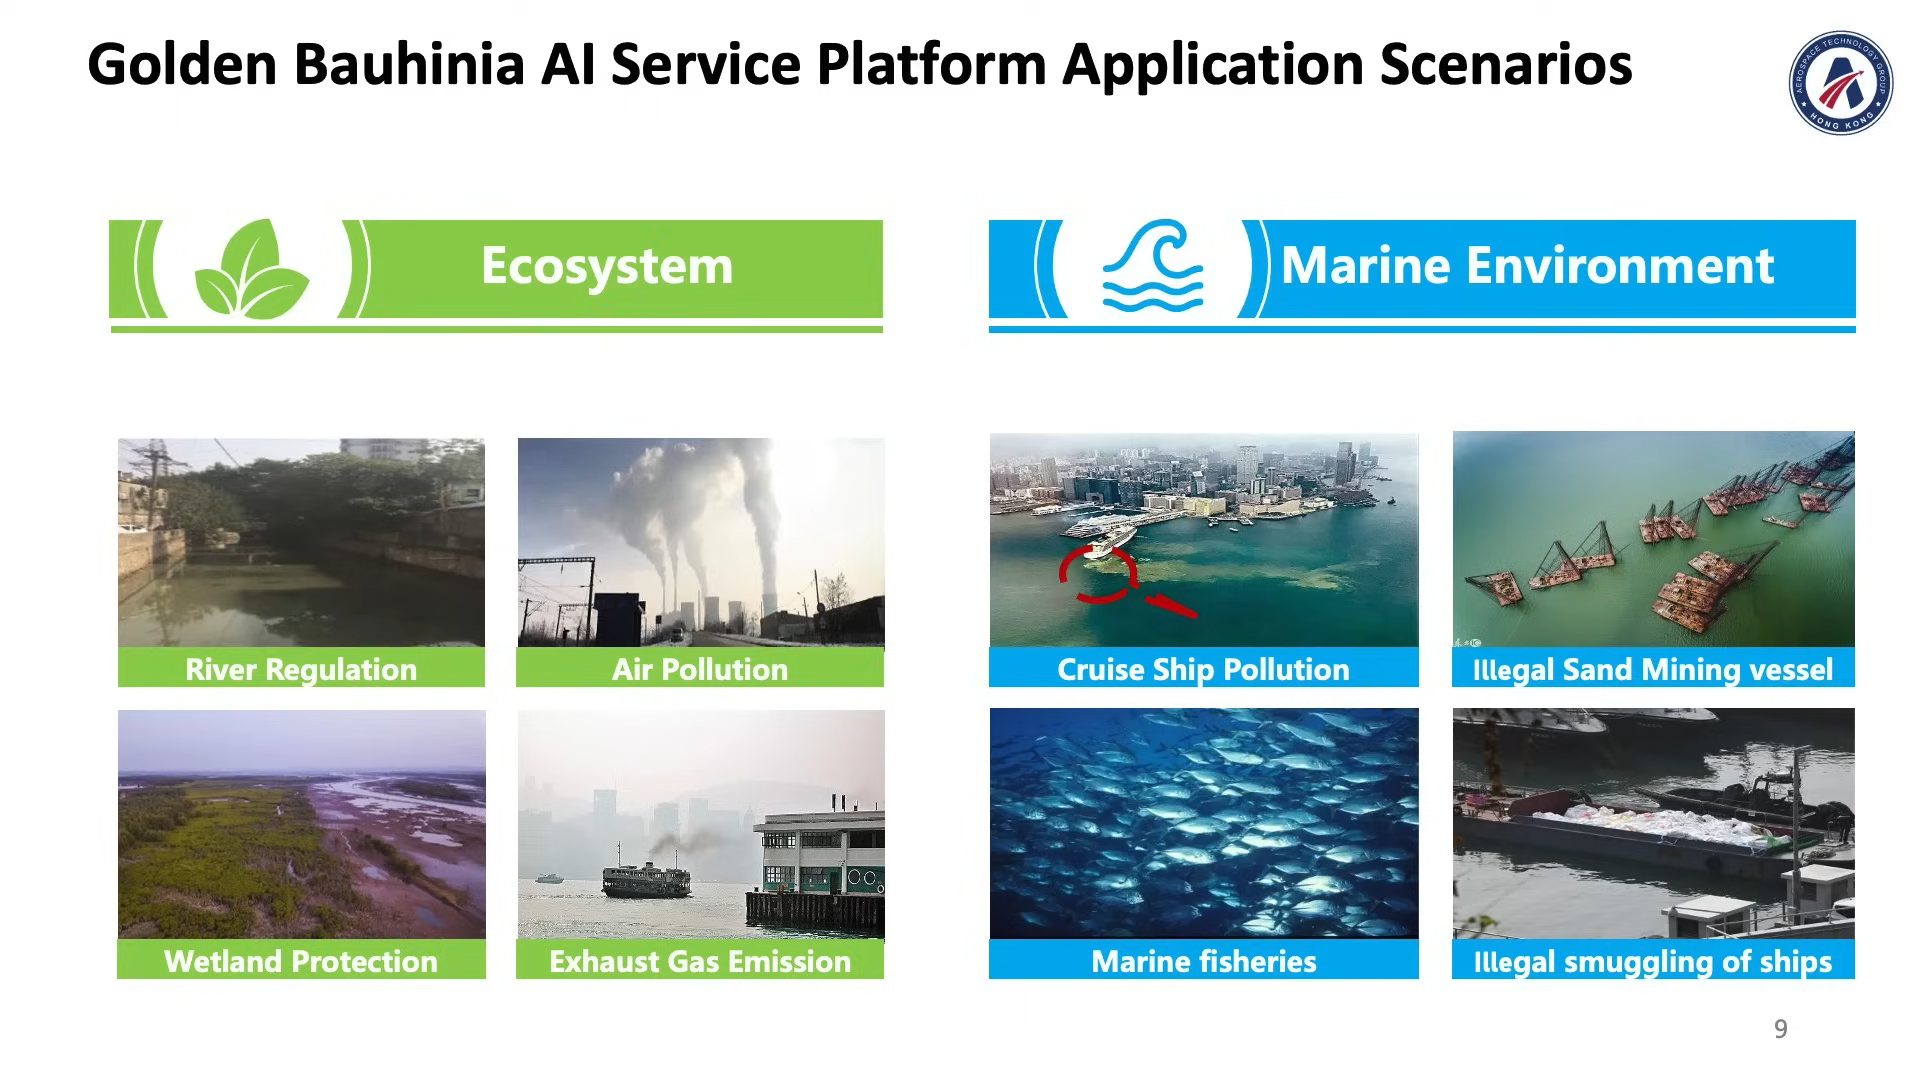 Golden Bauhinia AI Service Platform Application Scenarios
AEROSPACE TECHNOLOGY GROUP
HONG KONG
Ecosystem
Marine Environment
River Regulation
Air Pollution
Cruise Ship Pollution
Illegal Sand Mining vessel
Wetland Protection
Exhaust Gas Emission
Marine fisheries
Illegal smuggling of ships
9